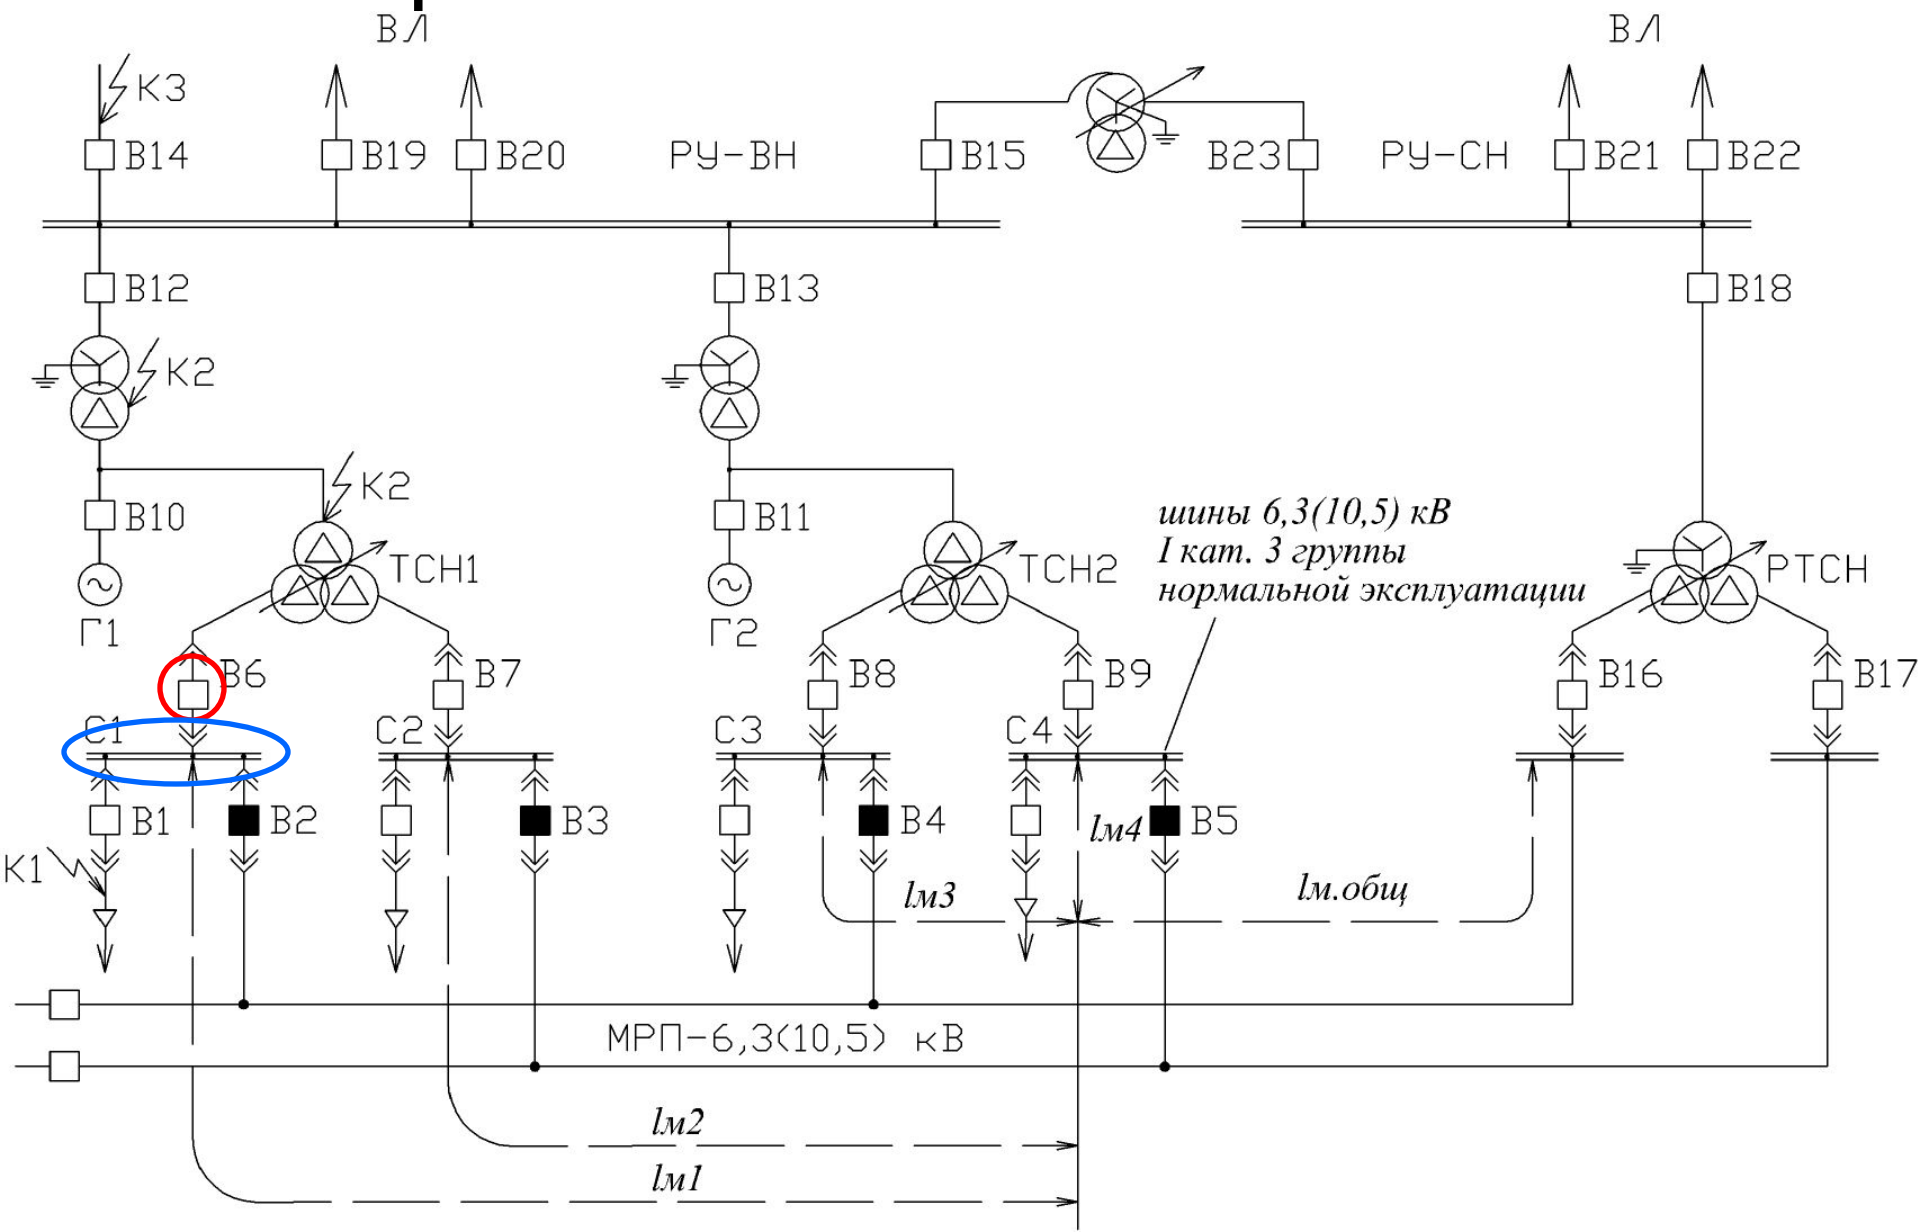 ВЛ
ВЛ
К3
В14
В19
В20
РУ-ВН
В15
В23
РУ-СН
В21
В22
В12
В13
В18
К2
К2
В10
В11
шины 6,3(10,5) кВ
I кат. 3 группы
нормальной эксплуатации
ТСН1
ТСН2
РТСН
Г1
Г2
В6
В7
В8
В9
В16
В17
С1
С2
С3
С4
В1
В2
В3
В4
lм4
В5
К1
lм3
lм.общ
МРП-6,3(10,5) кВ
lм2
lм1